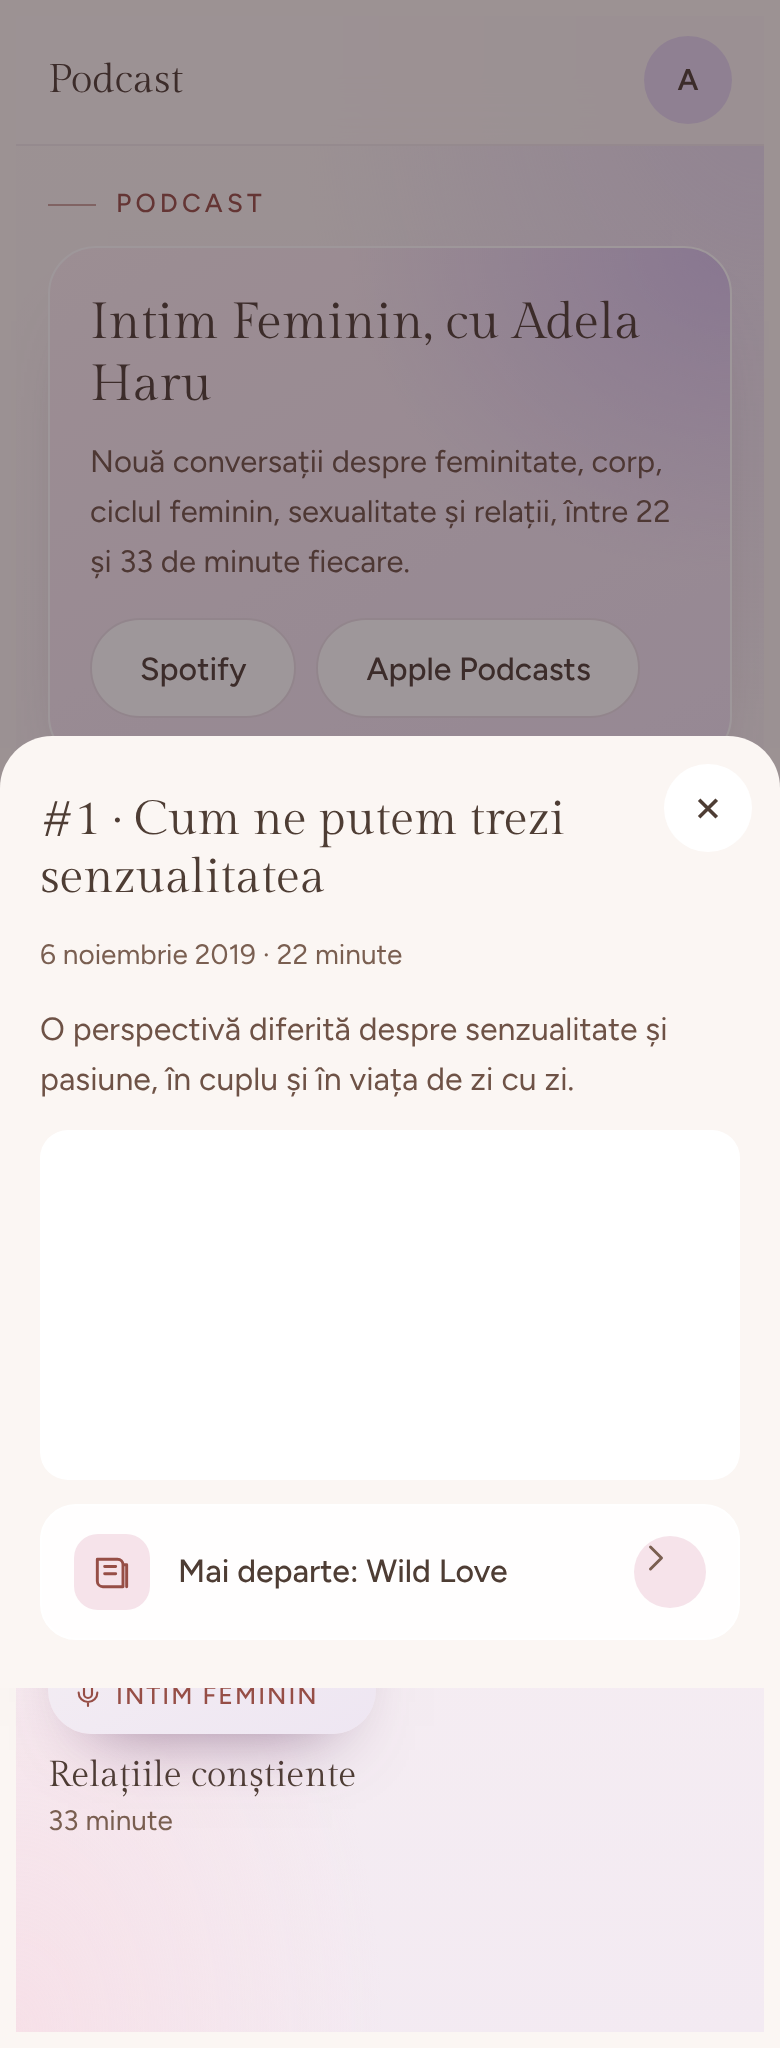 Podcast
A
PODCAST
Intim Feminin, cu Adela
Haru
Nouă conversații despre feminitate, corp,
ciclul feminin, sexualitate și relații, între 22
și 33 de minute fiecare.
Spotify
Apple Podcasts
#1 · Cum ne putem trezi
senzualitatea
6 noiembrie 2019 · 22 minute
O perspectivă diferită despre senzualitate și
pasiune, în cuplu și în viața de zi cu zi.
Mai departe: Wild Love
INTIM FEMININ
Relațiile conștiente
33 minute